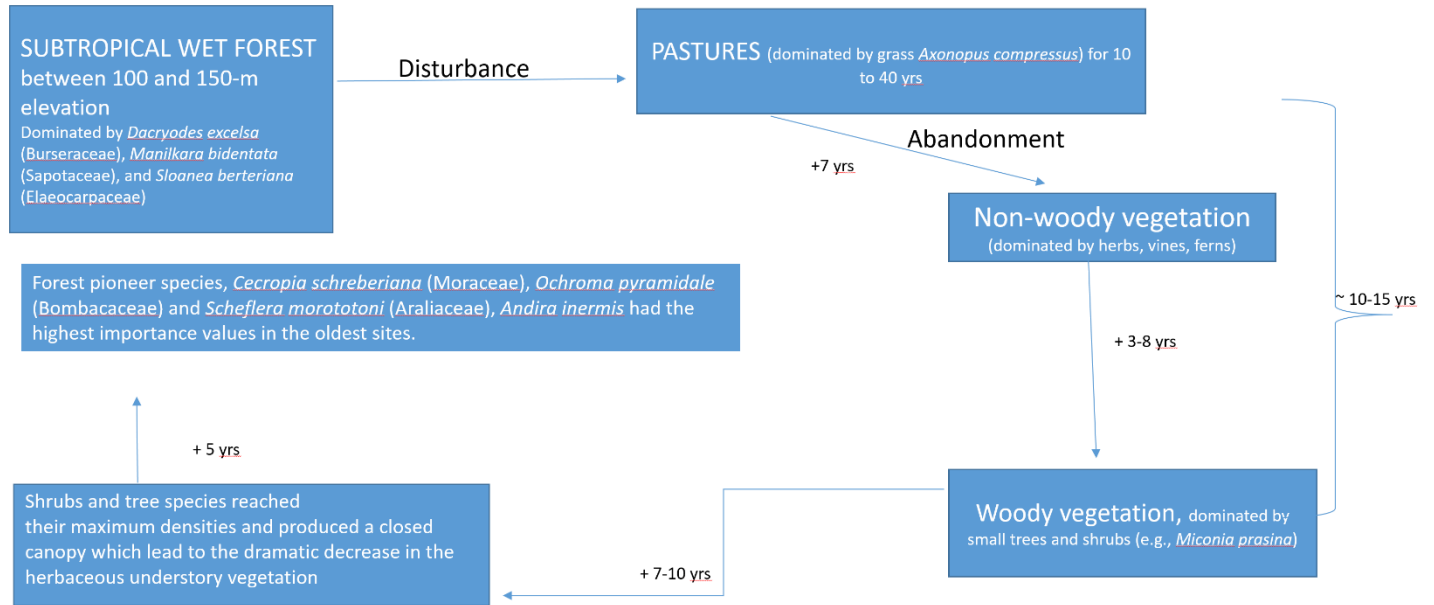 SUBTROPICAL WET FOREST
between 100 and 150-m
elevation
Dominated by Dacryodes excelsa
(Burseraceae), Manilkara bidentata
(Sapotaceae), and Sloanea berteriana
(Elaeocarpaceae)
Disturbance
PASTURES (dominated by grass Axonopus compressus) for 10
to 40 yrs
Abandonment
+7 yrs
Non-woody vegetation
(dominated by herbs, vines, ferns)
~ 10-15 yrs
+ 3-8 yrs
Woody vegetation, dominated by
small trees and shrubs (e.g., Miconia prasina)
+ 7-10 yrs
Shrubs and tree species reached
their maximum densities and produced a closed
canopy which lead to the dramatic decrease in the
herbaceous understory vegetation
+ 5 yrs
Forest pioneer species, Cecropia schreberiana (Moraceae), Ochroma pyramidale
(Bombacaceae) and Scheflera morototoni (Araliaceae), Andira inermis had the
highest importance values in the oldest sites.